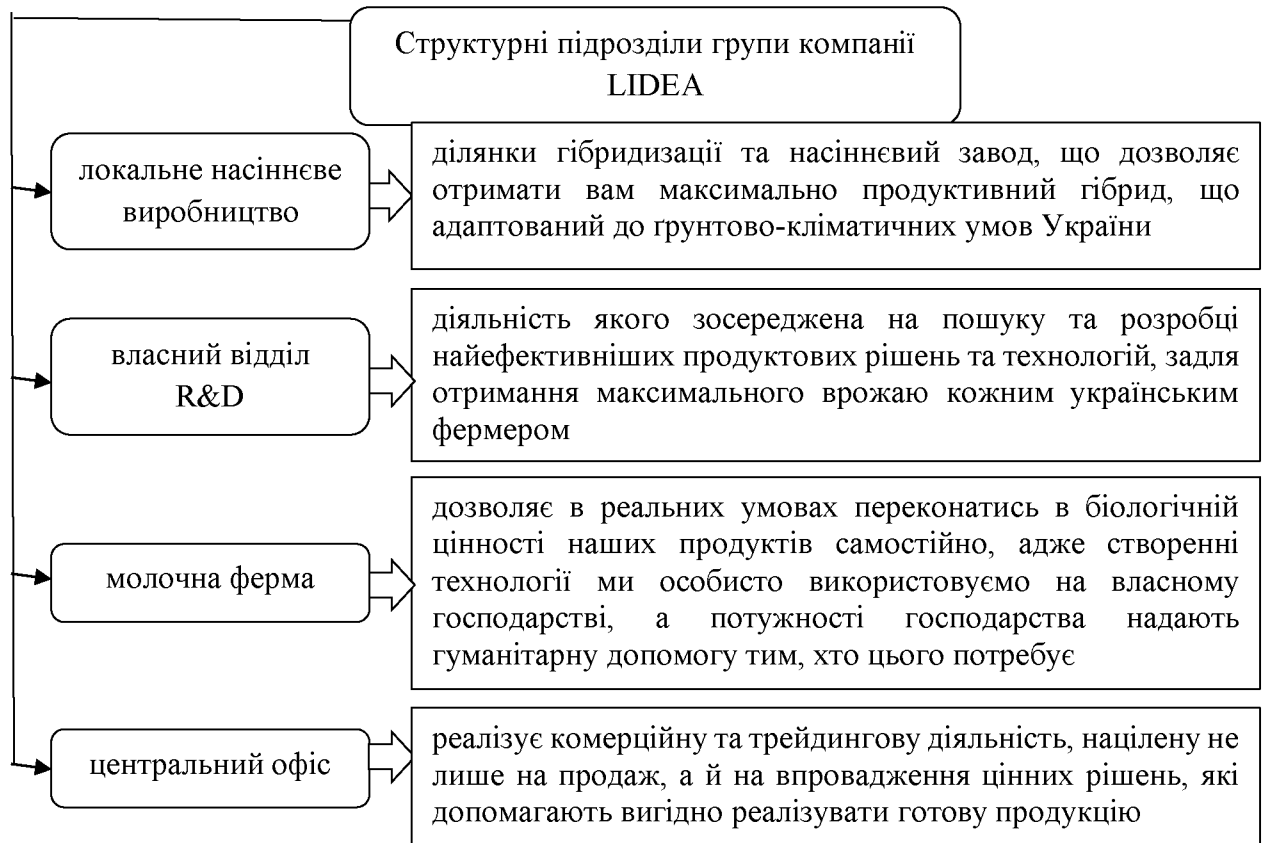 Структурні підрозділи групи компанії
LIDEA
локальне насіннєве
виробництво
ділянки гібридизації та насіннєвий завод, що дозволяє
отримати вам максимально продуктивний гібрид, що
адаптований до ґрунтово-кліматичних умов України
власний відділ
R&D
діяльність якого зосереджена на пошуку та розробці
найефективніших продуктових рішень та технологій, задля
отримання максимального врожаю кожним українським
фермером
молочна ферма
дозволяє в реальних умовах переконатись в біологічній
цінності наших продуктів самостійно, адже створенні
технології ми особисто використовуємо на власному
господарстві, а потужності господарства надають
гуманітарну допомогу тим, хто цього потребує
центральний офіс
реалізує комерційну та трейдингову діяльність, націлену не
лише на продаж, а й на впровадження цінних рішень, які
допомагають вигідно реалізувати готову продукцію